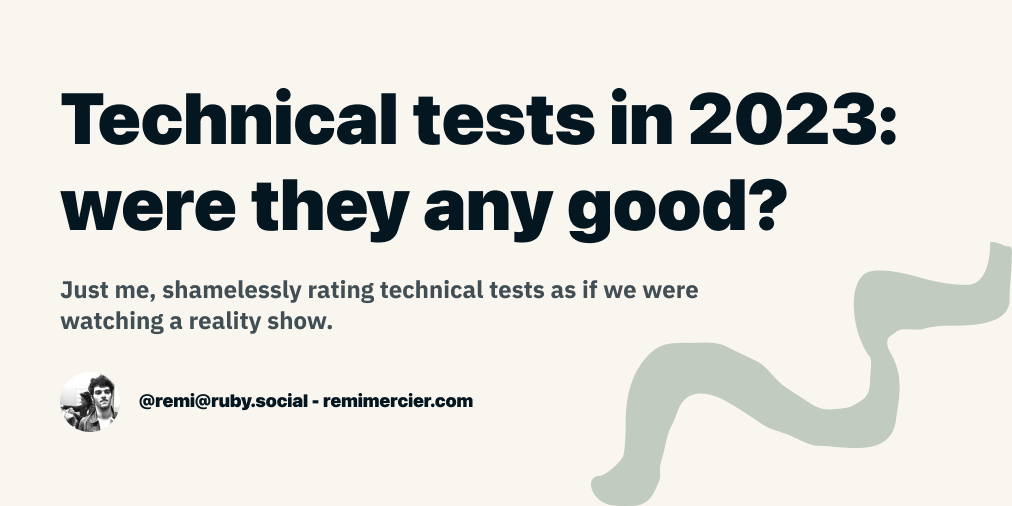 Technical tests in 2023:
were they any good?
Just me, shamelessly rating technical tests as if we were
watching a reality show.
@remi@ruby.social - remimercier.com